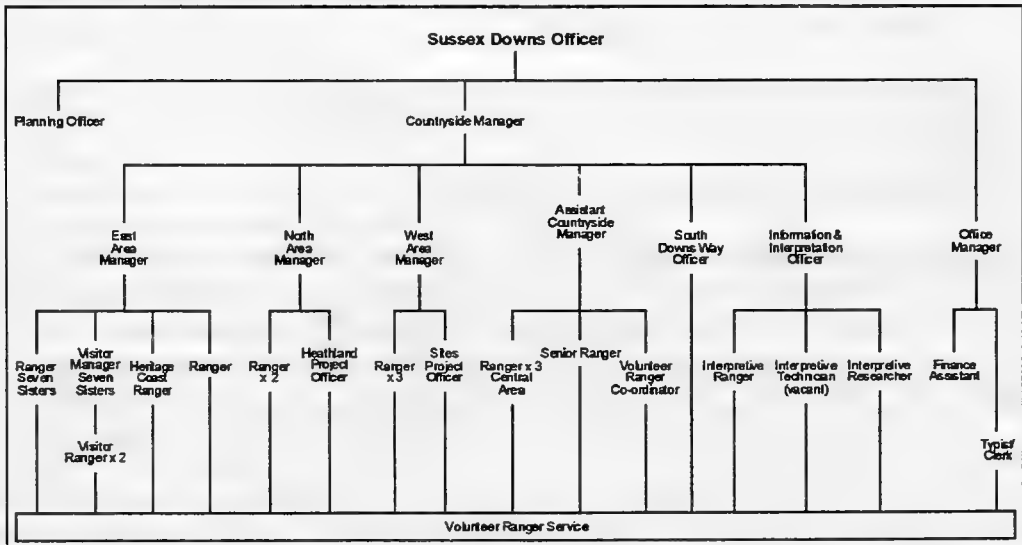 Sussex Downs Officer
Planning Officer
Countryside Manager
East
Area
Manager
North
Area
Manager
West
Area
Manager
Assistant
Countryside
Manager
South
Downs Way
Officer
Information &
Interpretation
Officer
Office
Manager
Ranger
Seven
Sisters
Visitor
Manager
Seven
Sisters
Heritage
Coast
Ranger
Ranger
Ranger
x 2
Heathland
Project
Officer
Ranger
x 3
Sites
Project
Officer
Ranger x 3
Central
Area
Senior Ranger
Volunteer
Ranger
Co-ordinator
Interpretive
Ranger
Interpretive
Technician
(vacant)
Interpretive
Researcher
Finance
Assistant
Visitor
Ranger x 2
Typist/
Clerk
Volunteer Ranger Service